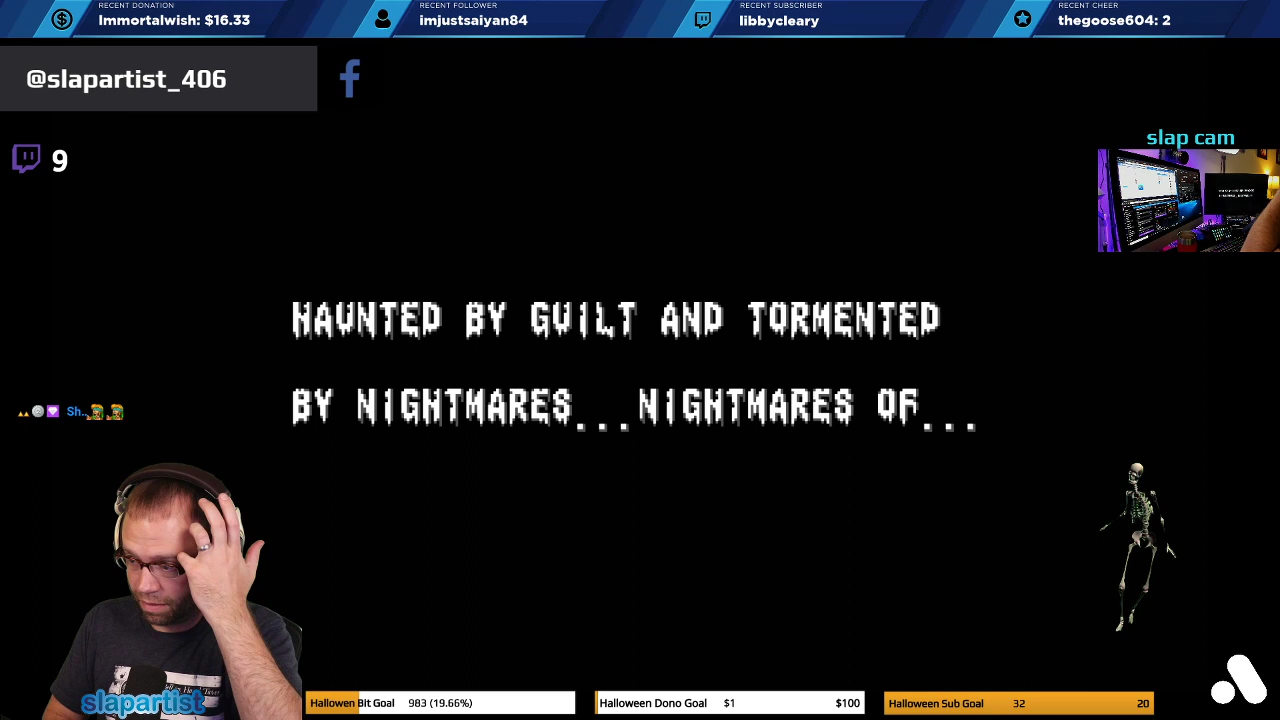 RECENT DONATION
Immortalwish: $16.33
RECENT FOLLOWER
imjustsaiyan84
RECENT SUBSCRIBER
libbycleary
RECENT CHEER
thegoose604: 2
@slapartist_406
9
slap cam
HAUNTED BY GUILT AND TORMENTED
BY NIGHTMARES...NIGHTMARES OF...
Sh..
slapartist
Hallowen Bit Goal 983 (19.66%)
Halloween Dono Goal $1 $100
Halloween Sub Goal 32 20